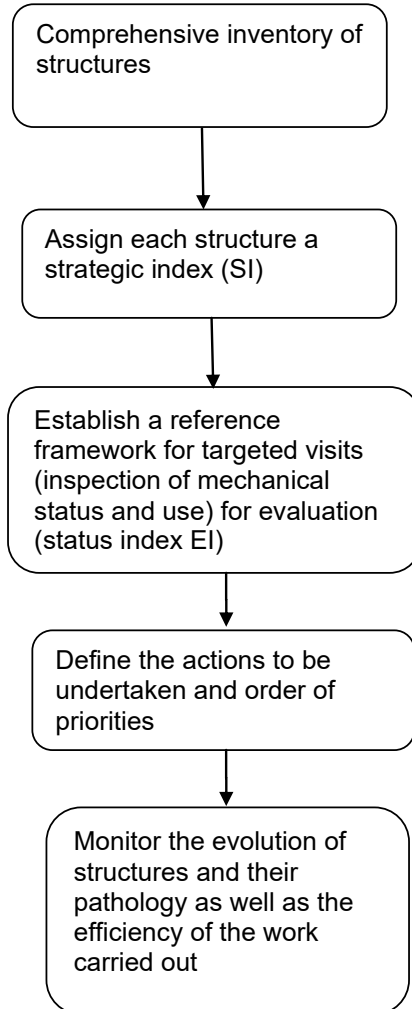 Comprehensive inventory of
structures
Assign each structure a
strategic index (SI)
Establish a reference
framework for targeted visits
(inspection of mechanical
status and use) for evaluation
(status index EI)
Define the actions to be
undertaken and order of
priorities
Monitor the evolution of
structures and their
pathology as well as the
efficiency of the work
carried out